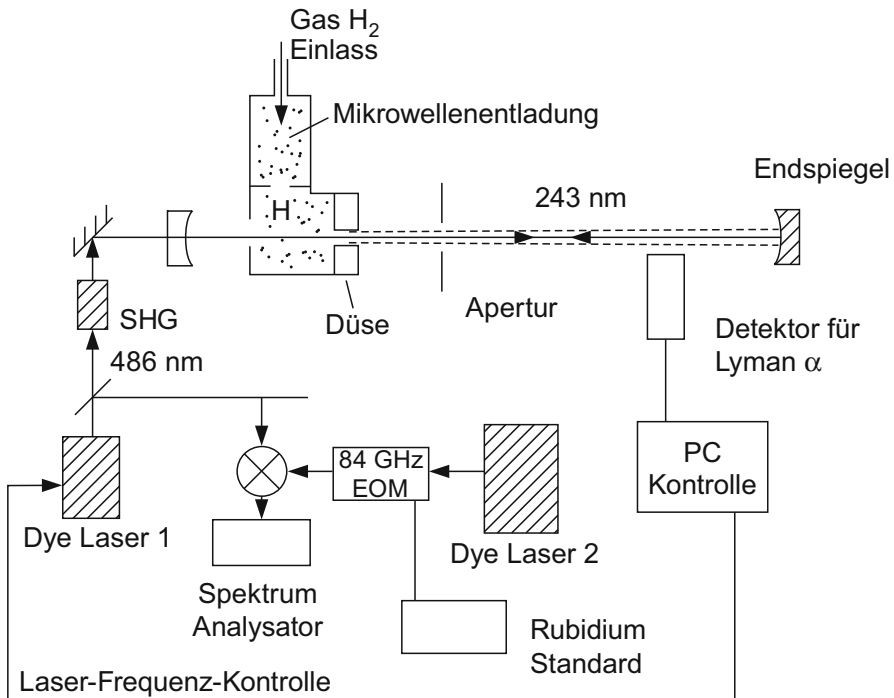 Gas H₂
Einlass
Mikrowellenentladung
Endspiegel
243 nm
H
SHG
Düse
Apertur
Detektor für
Lyman α
486 nm
84 GHz
EOM
PC
Kontrolle
Dye Laser 1
Dye Laser 2
Spektrum
Analysator
Rubidium
Standard
Laser-Frequenz-Kontrolle